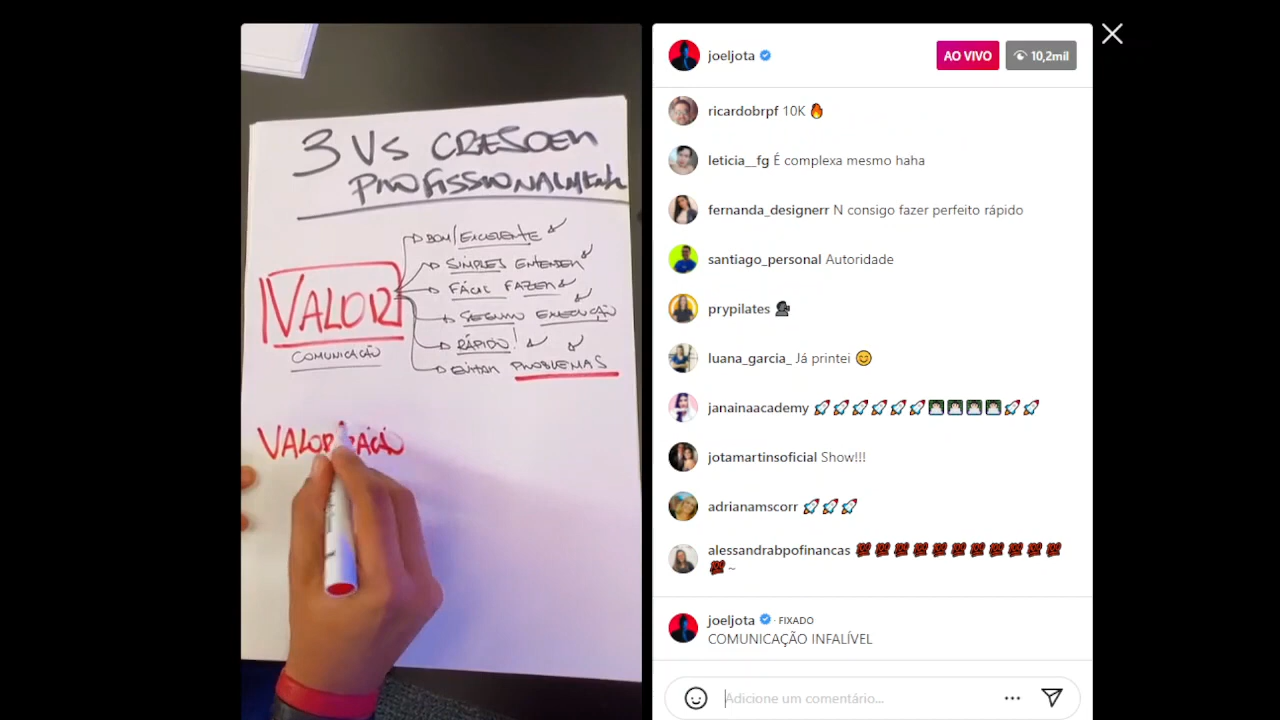 3 Vs CRESCER
PROFISSIONALMENTE
BOM/EXCELENTE
SIMPLES ENTENDER
FÁCIL FAZER
SEGURO EXECUÇÃO
RÁPIDO!
EVITAR PROBLEMAS
VALOR
COMUNICAÇÃO
VALORIZAÇÃO
joeljota
AO VIVO
10,2mil
ricardobrpf 10K 🔥
leticia__fg É complexa mesmo haha
fernanda_designerr N consigo fazer perfeito rápido
santiago_personal Autoridade
prypilates 🗣
luana_garcia_ Já printei 😊
janainaacademy 🚀🚀🚀🚀🚀🚀👨🏻‍🏫👨🏻‍🏫👨🏻‍🏫👨🏻‍🏫🚀🚀
jotamartinsoficial Show!!!
adrianamscorr 🚀🚀🚀
alessandrabpofinancas 💯💯💯💯💯💯💯💯💯💯💯
💯~
joeljota · FIXADO
COMUNICAÇÃO INFALÍVEL
Adicione um comentário...